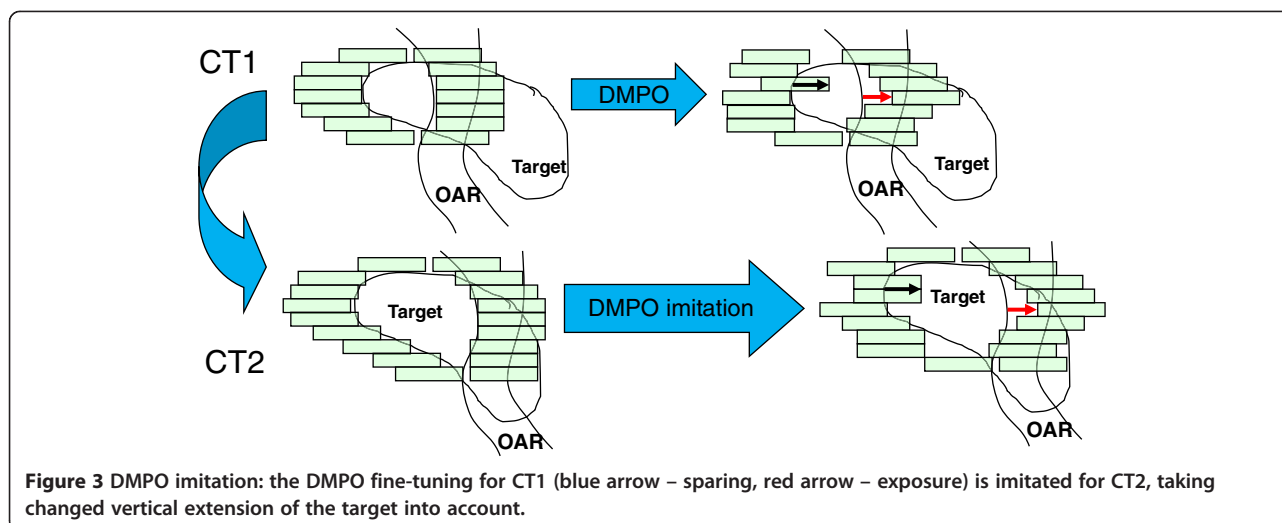 CT1
DMPO
Target
OAR
Target
DMPO imitation
Target
CT2
OAR
OAR
Figure 3 DMPO imitation: the DMPO fine-tuning for CT1 (blue arrow – sparing, red arrow – exposure) is imitated for CT2, taking
changed vertical extension of the target into account.
Target
OAR